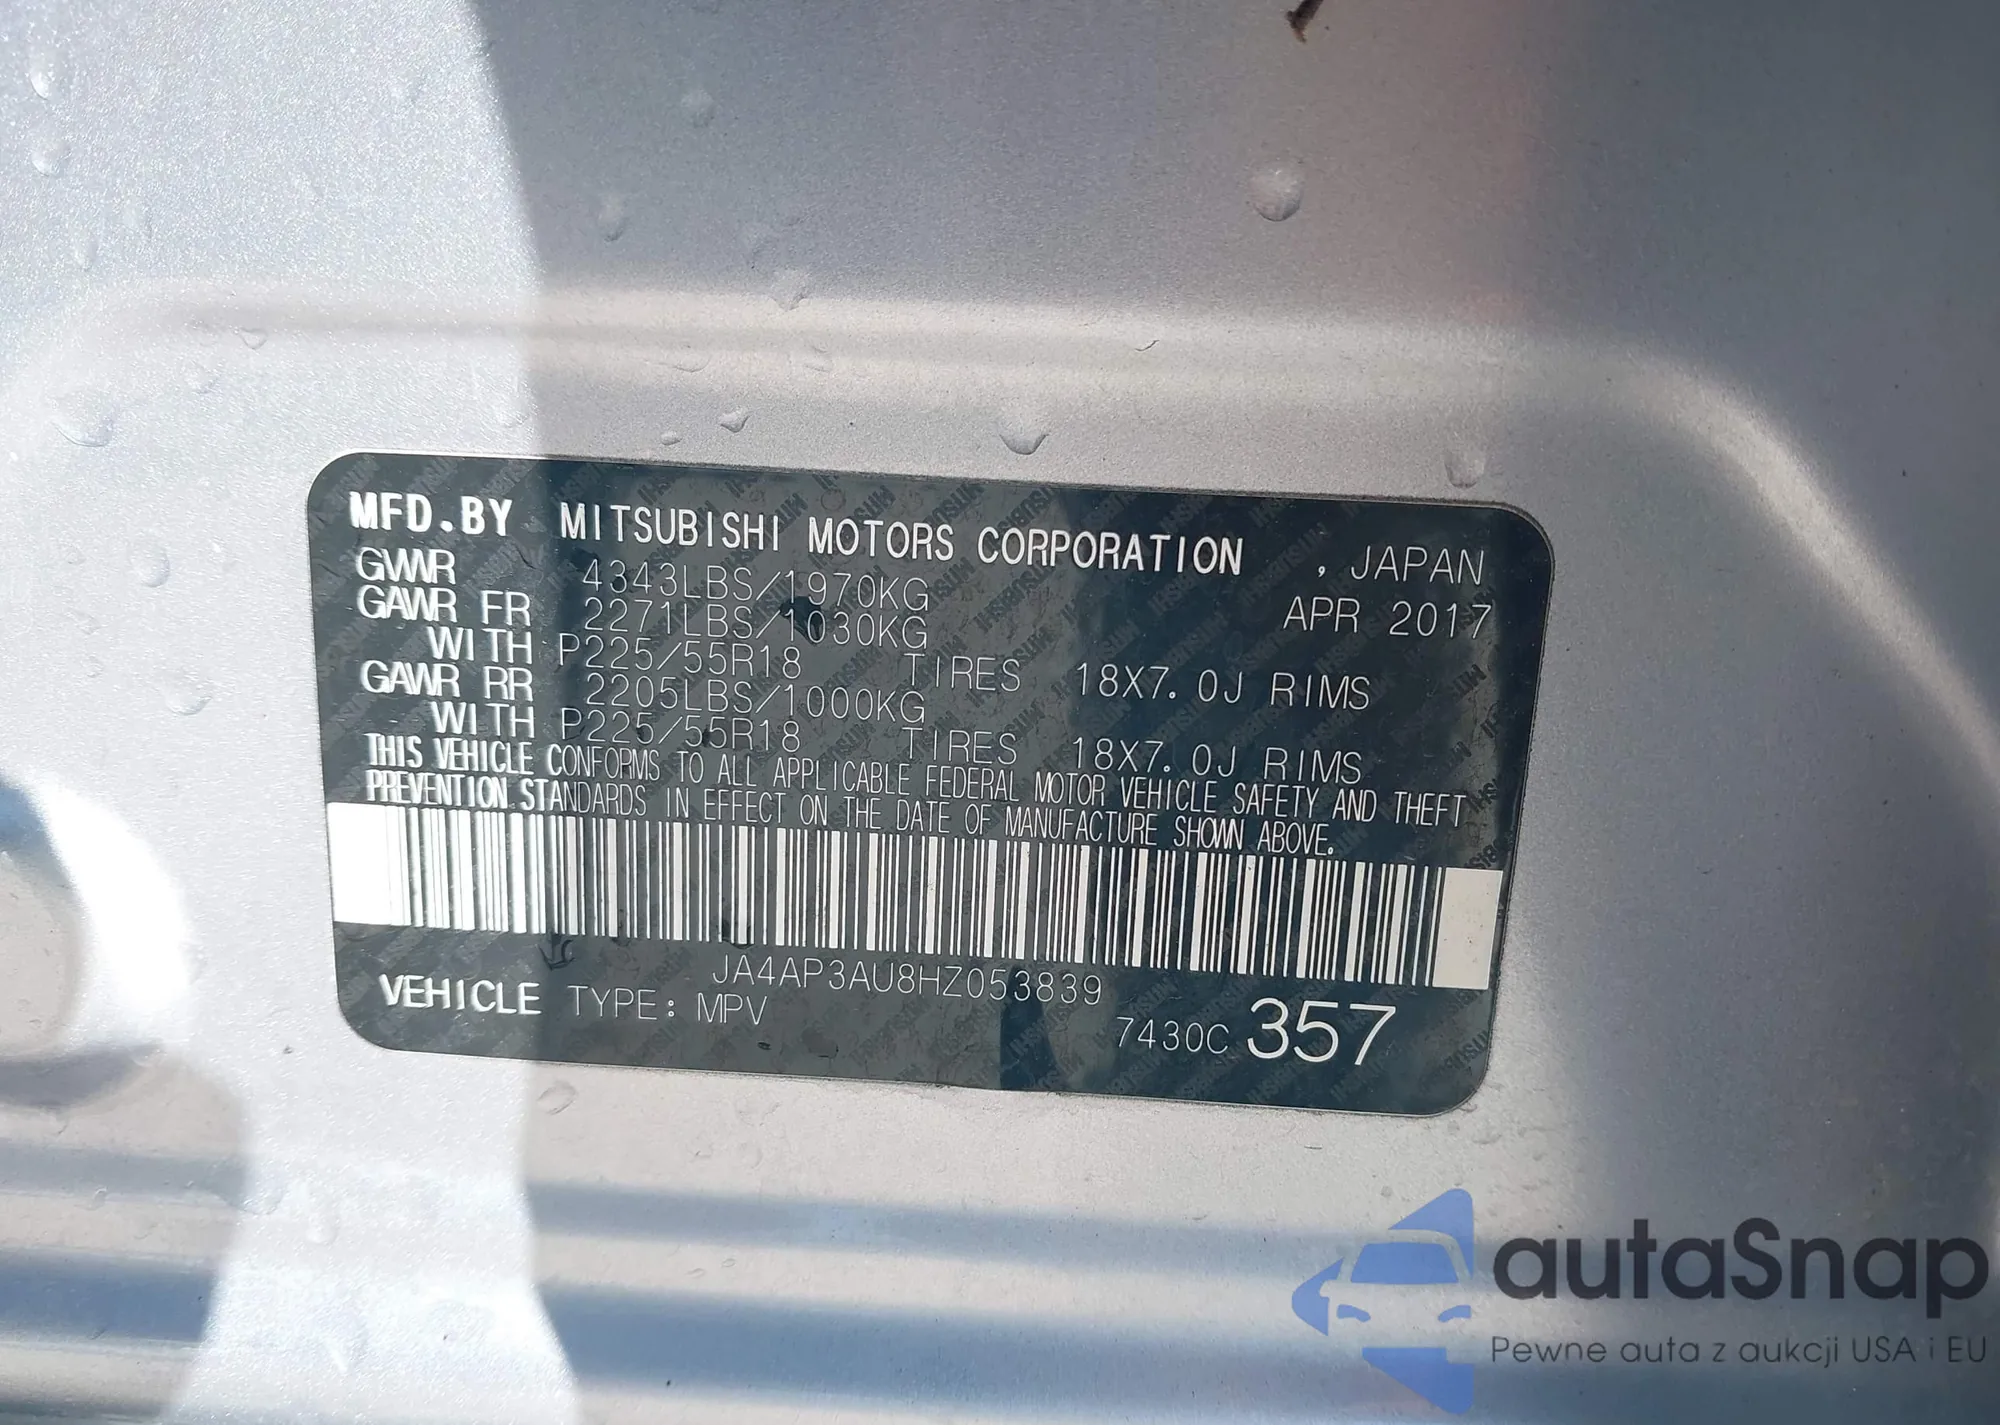 MFD.BY MITSUBISHI MOTORS CORPORATION , JAPAN
GVWR 4343LBS/1970KG APR 2017
GAWR FR 2271LBS/1030KG
WITH P225/55R18 TIRES 18X7.0J RIMS
GAWR RR 2205LBS/1000KG
WITH P225/55R18 TIRES 18X7.0J RIMS
THIS VEHICLE CONFORMS TO ALL APPLICABLE FEDERAL MOTOR VEHICLE SAFETY AND THEFT
PREVENTION STANDARDS IN EFFECT ON THE DATE OF MANUFACTURE SHOWN ABOVE.
JA4AP3AU8HZ053839
VEHICLE TYPE: MPV 7430C 357
autaSnap
Pewne auta z aukcji USA i EU